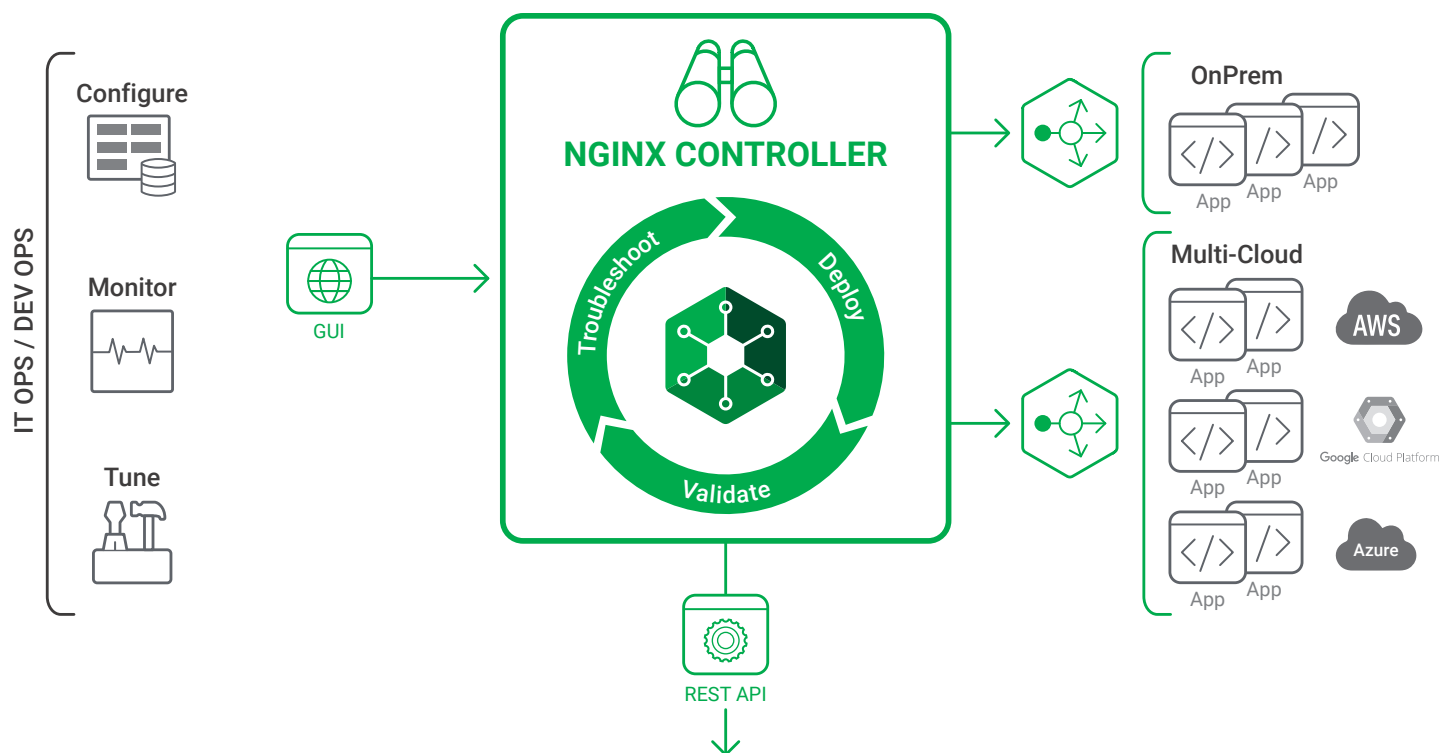 IT OPS / DEV OPS
Configure
Monitor
Tune
GUI
NGINX CONTROLLER
Troubleshoot
Deploy
Validate
REST API
OnPrem
App
App
App
Multi-Cloud
App
App
AWS
App
App
Google Cloud Platform
App
App
Azure